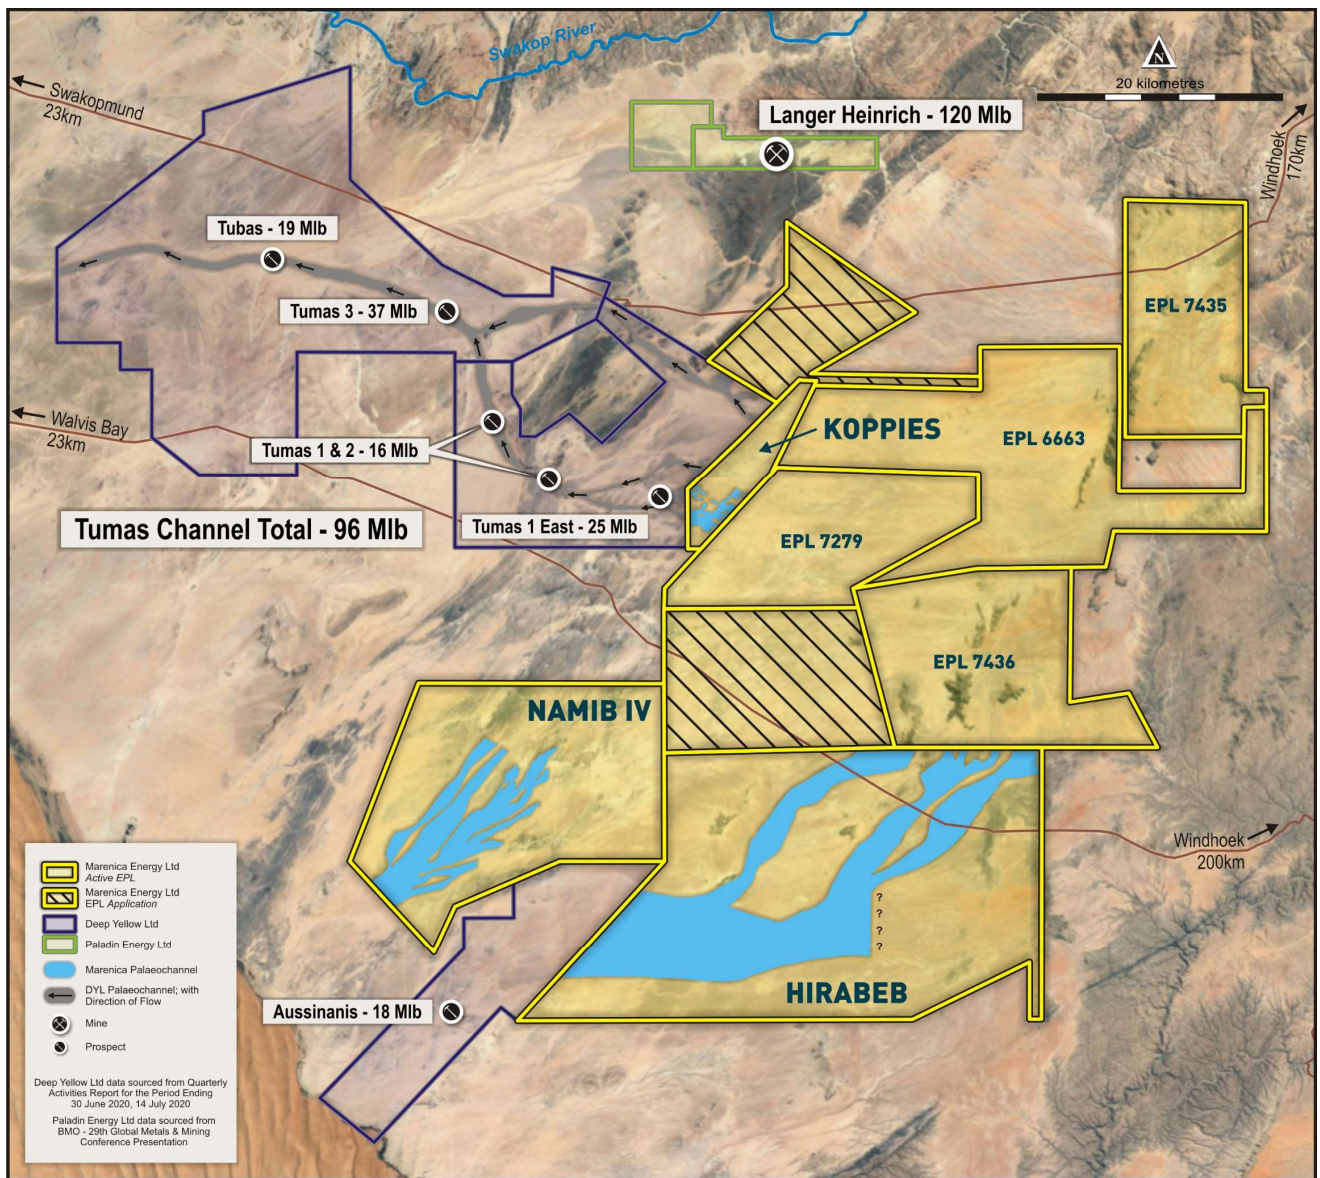 Swakop River
Swakopmund
23km
N
20 kilometres
Langer Heinrich - 120 Mlb
Windhoek
170km
Tubas - 19 Mlb
Tumas 3 - 37 Mlb
EPL 7435
Walvis Bay
23km
KOPPIES
EPL 6663
Tumas 1 & 2 - 16 Mlb
Tumas Channel Total - 96 Mlb
Tumas 1 East - 25 Mlb
EPL 7279
EPL 7436
NAMIB IV
Windhoek
200km
?
?
?
?
HIRABEB
Aussinanis - 18 Mlb
Marenica Energy Ltd
Active EPL
Marenica Energy Ltd
EPL Application
Deep Yellow Ltd
Paladin Energy Ltd
Marenica Palaeochannel
DYL Palaeochannel; with
Direction of Flow
Mine
Prospect
Deep Yellow Ltd data sourced from Quarterly
Activities Report for the Period Ending
30 June 2020, 14 July 2020
Paladin Energy Ltd data sourced from
BMO - 29th Global Metals & Mining
Conference Presentation